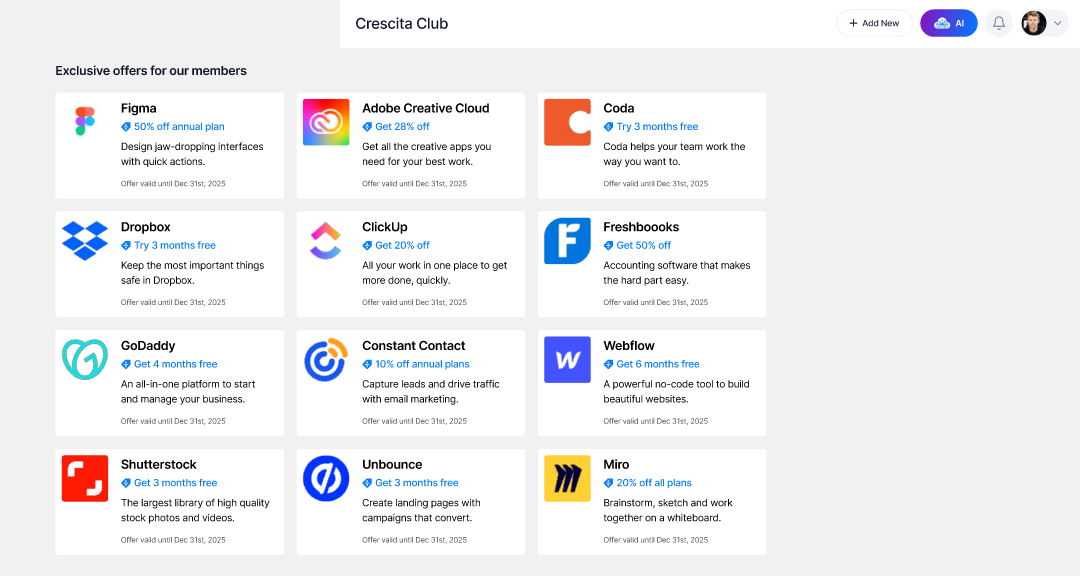 Crescita Club
Add New
AI
Exclusive offers for our members
Figma
50% off annual plan
Design jaw-dropping interfaces
with quick actions.
Offer valid until Dec 31st, 2025
Adobe Creative Cloud
Get 28% off
Get all the creative apps you
need for your best work.
Offer valid until Dec 31st, 2025
Coda
Try 3 months free
Coda helps your team work the
way you want to.
Offer valid until Dec 31st, 2025
Dropbox
Try 3 months free
Keep the most important things
safe in Dropbox.
Offer valid until Dec 31st, 2025
ClickUp
Get 20% off
All your work in one place to get
more done, quickly.
Offer valid until Dec 31st, 2025
Freshboooks
Get 50% off
Accounting software that makes
the hard part easy.
Offer valid until Dec 31st, 2025
GoDaddy
Get 4 months free
An all-in-one platform to start
and manage your business.
Offer valid until Dec 31st, 2025
Constant Contact
10% off annual plans
Capture leads and drive traffic
with email marketing.
Offer valid until Dec 31st, 2025
Webflow
Get 6 months free
A powerful no-code tool to build
beautiful websites.
Offer valid until Dec 31st, 2025
Shutterstock
Get 3 months free
The largest library of high quality
stock photos and videos.
Offer valid until Dec 31st, 2025
Unbounce
Get 3 months free
Create landing pages with
campaigns that convert.
Offer valid until Dec 31st, 2025
Miro
20% off all plans
Brainstorm, sketch and work
together on a whiteboard.
Offer valid until Dec 31st, 2025